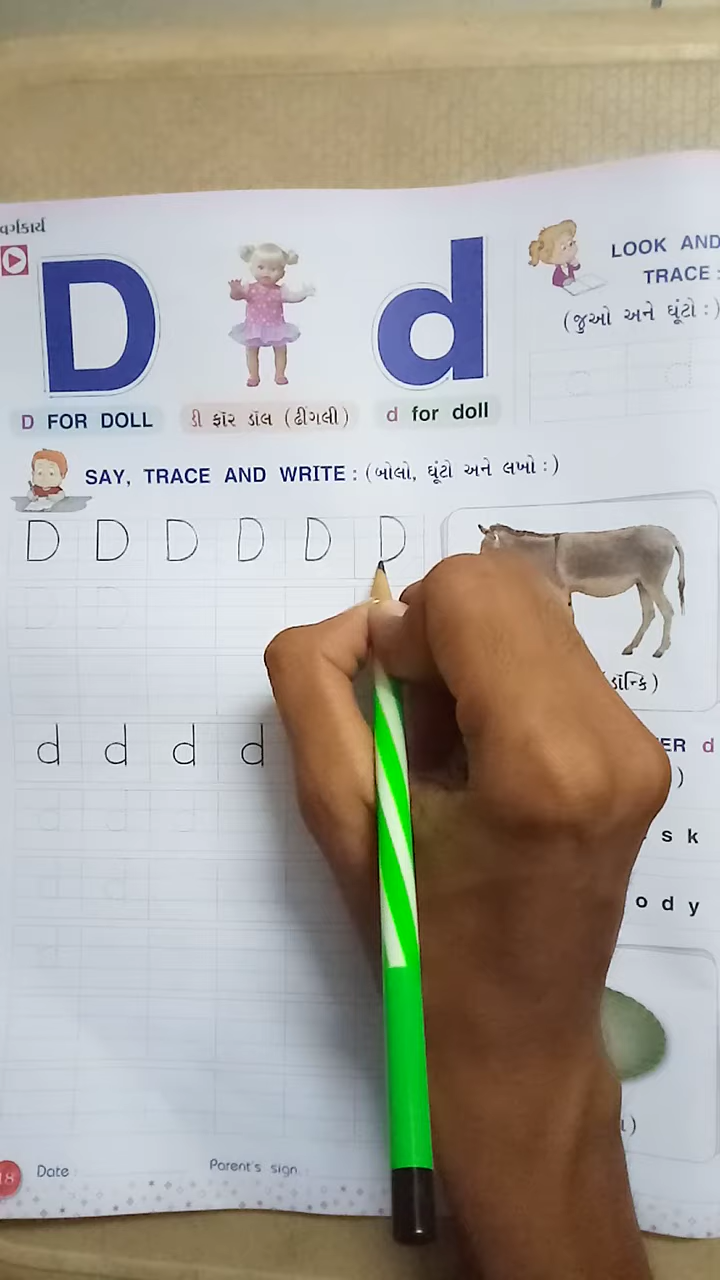 વર્ગકાર્ય
D d
LOOK AND
TRACE :
(જુઓ અને ઘૂંટો : )
D FOR DOLL ડી ફૉર ડૉલ (ઢીંગલી) d for doll
SAY, TRACE AND WRITE : (બોલો, ઘૂંટો અને લખો : )
D D D D D D
D D
d d d d
d d
d d
d
d
s k
o d y
18 Date Parent's sign.